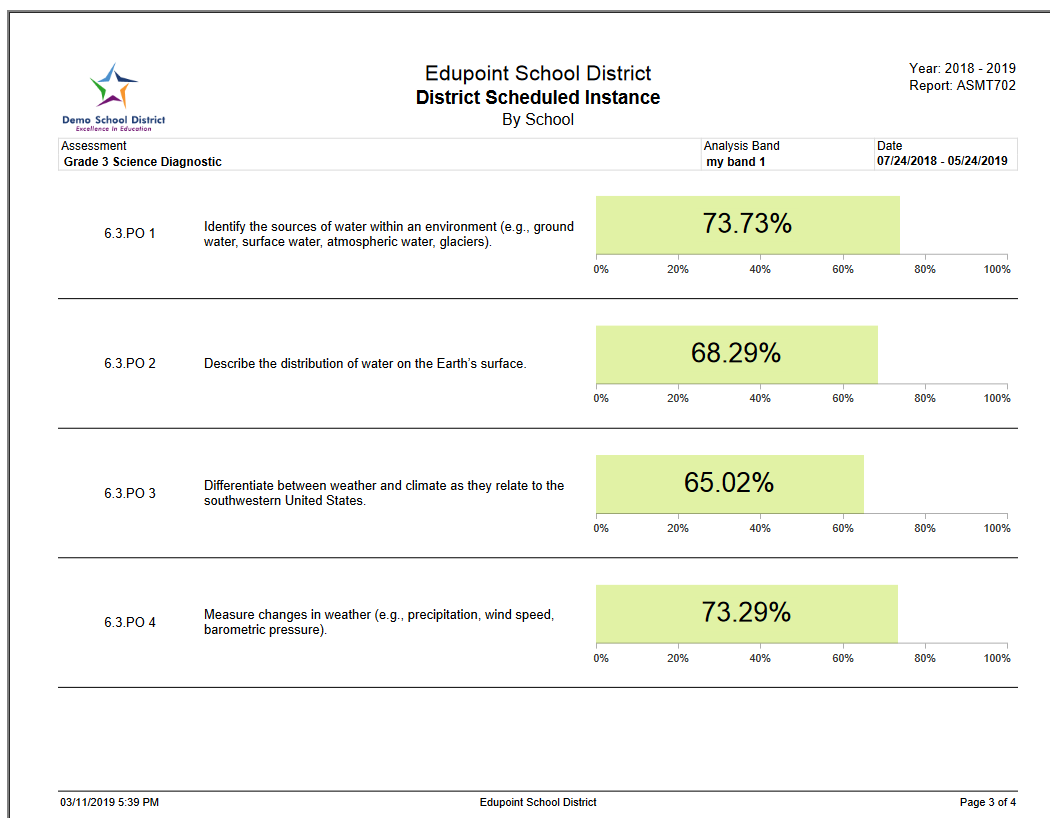 Demo School District
Excellence In Education
Edupoint School District
District Scheduled Instance
By School
Year: 2018 - 2019
Report: ASMT702
Assessment
Grade 3 Science Diagnostic
Analysis Band
my band 1
Date
07/24/2018 - 05/24/2019
6.3.PO 1
Identify the sources of water within an environment (e.g., ground
water, surface water, atmospheric water, glaciers).
73.73%
0% 20% 40% 60% 80% 100%
6.3.PO 2
Describe the distribution of water on the Earth's surface.
68.29%
0% 20% 40% 60% 80% 100%
6.3.PO 3
Differentiate between weather and climate as they relate to the
southwestern United States.
65.02%
0% 20% 40% 60% 80% 100%
6.3.PO 4
Measure changes in weather (e.g., precipitation, wind speed,
barometric pressure).
73.29%
0% 20% 40% 60% 80% 100%
03/11/2019 5:39 PM
Edupoint School District
Page 3 of 4